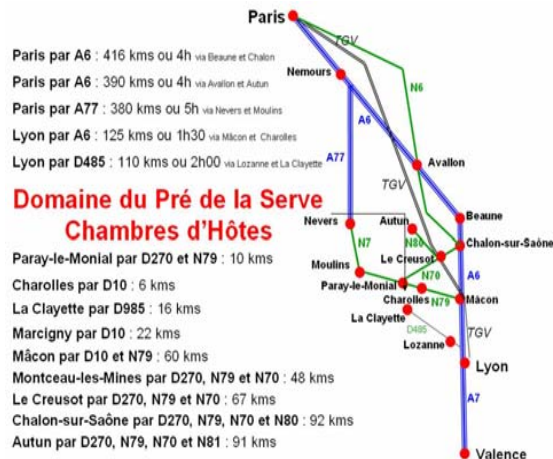 Paris par A6 : 416 kms ou 4h via Beaune et Chalon
Paris par A6 : 390 kms ou 4h via Avallon et Autun
Paris par A77 : 380 kms ou 5h via Nevers et Moulins
Lyon par A6 : 125 kms ou 1h30 via Mâcon et Charolles
Lyon par D485 : 110 kms ou 2h00 via Lozanne et La Clayette
Domaine du Pré de la Serve
Chambres d'Hôtes
Paray-le-Monial par D270 et N79 : 10 kms
Charolles par D10 : 6 kms
La Clayette par D985 : 16 kms
Marcigny par D10 : 22 kms
Mâcon par D10 et N79 : 60 kms
Montceau-les-Mines par D270, N79 et N70 : 48 kms
Le Creusot par D270, N79 et N70 : 67 kms
Chalon-sur-Saône par D270, N79, N70 et N80 : 92 kms
Autun par D270, N79, N70 et N81 : 91 kms
Paris
TGV
Nemours
N6
A6
A77
Avallon
TGV
Beaune
Nevers
Autun
N80
Chalon-sur-Saône
N7
Le Creusot
Moulins
N70
A6
Paray-le-Monial
Charolles
N79
Mâcon
La Clayette
D485
TGV
Lozanne
Lyon
A7
Valence